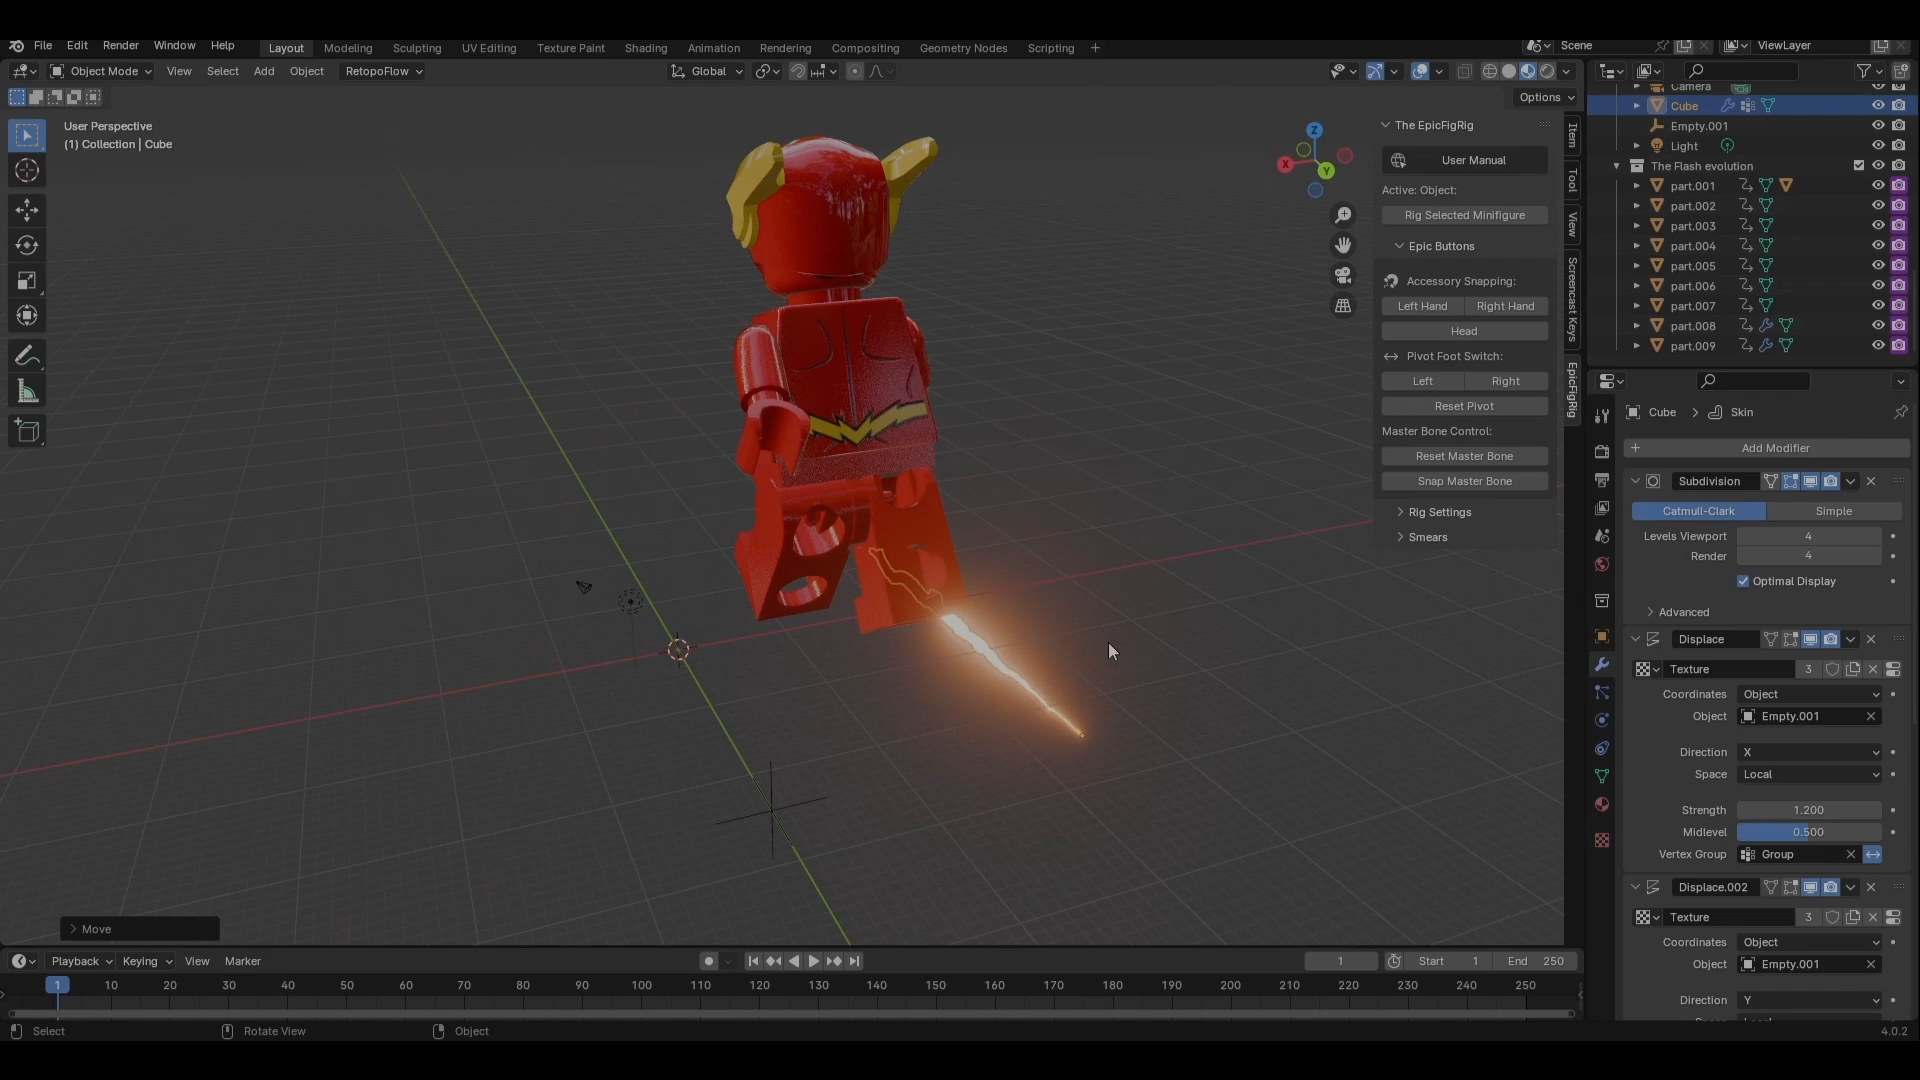 File Edit Render Window Help Layout Modeling Sculpting UV Editing Texture Paint Shading Animation Rendering Compositing Geometry Nodes Scripting + Scene ViewLayer
Object Mode View Select Add Object RetopoFlow Global
Options
User Perspective
(1) Collection | Cube
X
Y
Z
The EpicFigRig
User Manual
Active: Object:
Rig Selected Minifigure
Epic Buttons
Accessory Snapping:
Left Hand Right Hand
Head
Pivot Foot Switch:
Left Right
Reset Pivot
Master Bone Control:
Reset Master Bone
Snap Master Bone
Rig Settings
Smears
Item
Tool
View
Screencast Keys
EpicFigRig
Camera
Cube
Empty.001
Light
The Flash evolution
part.001
part.002
part.003
part.004
part.005
part.006
part.007
part.008
part.009
Cube > Skin
Add Modifier
Subdivision
Catmull-Clark Simple
Levels Viewport 4
Render 4
Optimal Display
Advanced
Displace
Texture 3
Coordinates Object
Object Empty.001
Direction X
Space Local
Strength 1.200
Midlevel 0.500
Vertex Group Group
Displace.002
Texture 3
Coordinates Object
Object Empty.001
Direction Y
Move
Playback Keying View Marker 1 Start 1 End 250
1 10 20 30 40 50 60 70 80 90 100 110 120 130 140 150 160 170 180 190 200 210 220 230 240 250
Select Rotate View Object 4.0.2